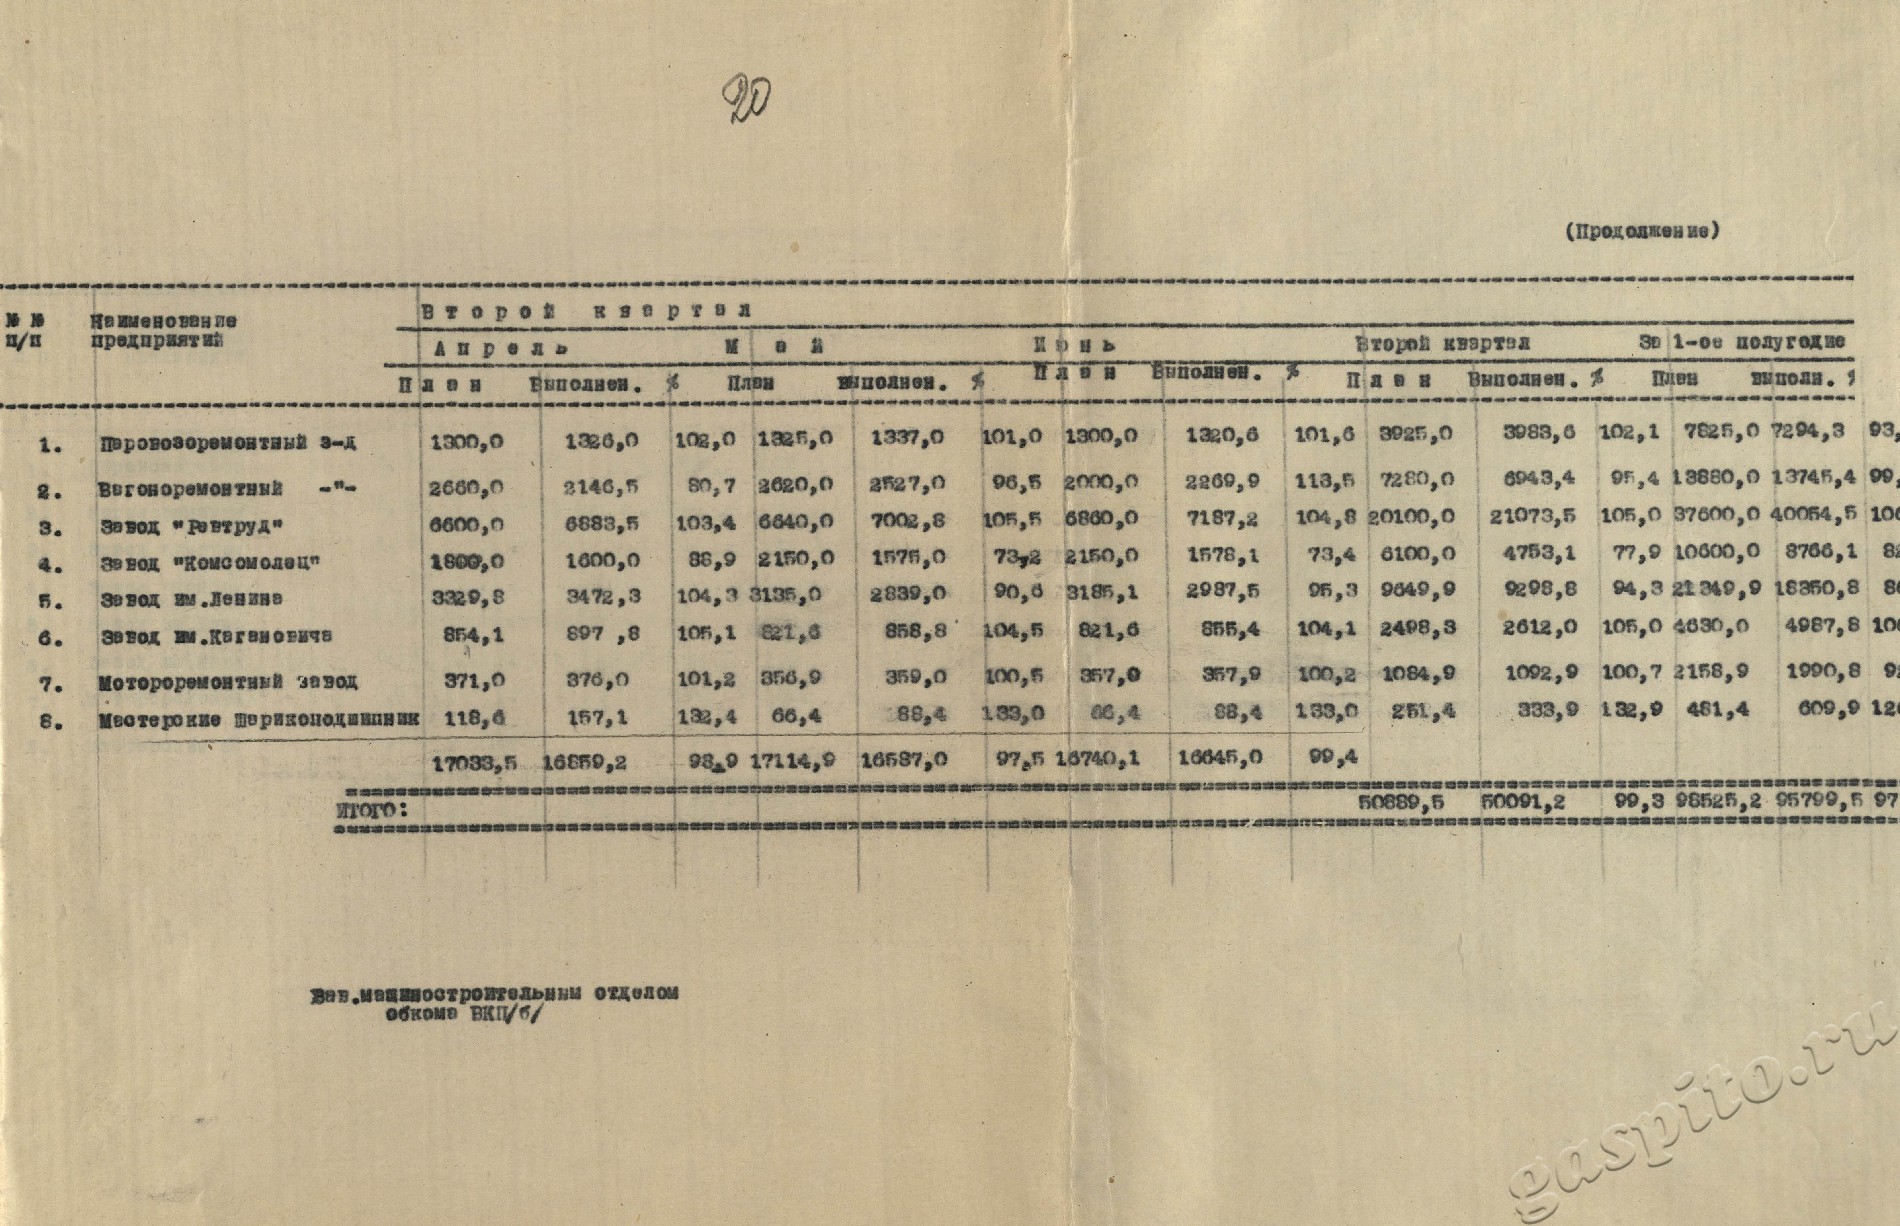 20
(Продолжение)
Второй квартал
№ № Наименование
п/п предприятий
Апрель Май Июнь Второй квартал За 1-ое полугодие
План Выполнен. % План выполнен. % План Выполнен. % План Выполнен. % План выполн. %
1. Паровозоремонтный з-д 1300,0 1326,0 102,0 1325,0 1337,0 101,0 1300,0 1320,6 101,6 3925,0 3983,6 102,1 7825,0 7294,3 93,
2. Вагоноремонтный -"- 2660,0 2146,5 80,7 2620,0 2527,0 96,5 2000,0 2269,9 113,5 7280,0 6943,4 95,4 13880,0 13745,4 99,
3. Завод "Ревтруд" 6600,0 6883,5 103,4 6640,0 7002,8 105,5 6860,0 7187,2 104,8 20100,0 21073,5 105,0 37600,0 40054,5 106
4. Завод "Комсомолец" 1800,0 1600,0 88,9 2150,0 1575,0 73,2 2150,0 1578,1 73,4 6100,0 4753,1 77,9 10600,0 8766,1 82
5. Завод им.Ленина 3329,8 3472,3 104,3 3135,0 2839,0 90,6 3185,1 2987,5 95,3 9649,9 9298,8 94,3 21349,9 18350,8 86
6. Завод им.Кагановича 854,1 897 ,8 105,1 821,6 858,8 104,5 821,6 855,4 104,1 2498,3 2612,0 105,0 4630,0 4987,8 106
7. Мотороремонтный завод 371,0 376,0 101,2 356,9 359,0 100,5 357,0 357,9 100,2 1084,9 1092,9 100,7 2158,9 1990,8 92
8. Мастерские Шарикоподшипник 118,6 157,1 132,4 66,4 88,4 133,0 66,4 88,4 133,0 251,4 333,9 132,9 481,4 609,9 126
17033,5 16859,2 98,9 17114,9 16587,0 97,5 16740,1 16645,0 99,4
ИТОГО: 50889,5 50091,2 99,3 98525,2 95799,5 97
Зав.машиностроительным отделом
обкома ВКП/б/
gaspito.ru